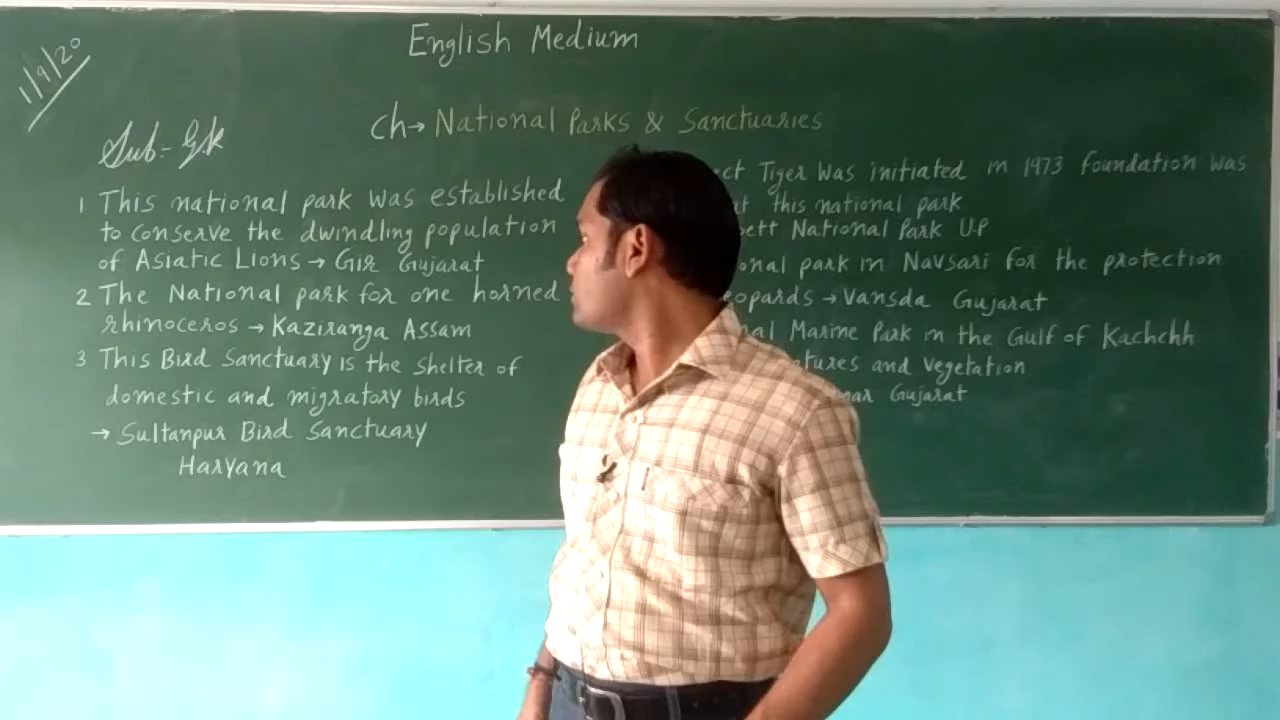 1/9/20
English Medium
Sub:- GK
Ch→ National Parks & Sanctuaries
1 This national park was established
to conserve the dwindling population
of Asiatic Lions → Gir Gujarat
2 The National park for one horned
rhinoceros → Kaziranga Assam
3 This Bird Sanctuary is the shelter of
domestic and migratory birds
→ Sultanpur Bird Sanctuary
Haryana
Tiger was initiated in 1973 foundation was
this national park
National Park U.P
park in Navsari for the protection
→ Vansda Gujarat
Marine Park in the Gulf of Kachchh
and vegetation
Gujarat